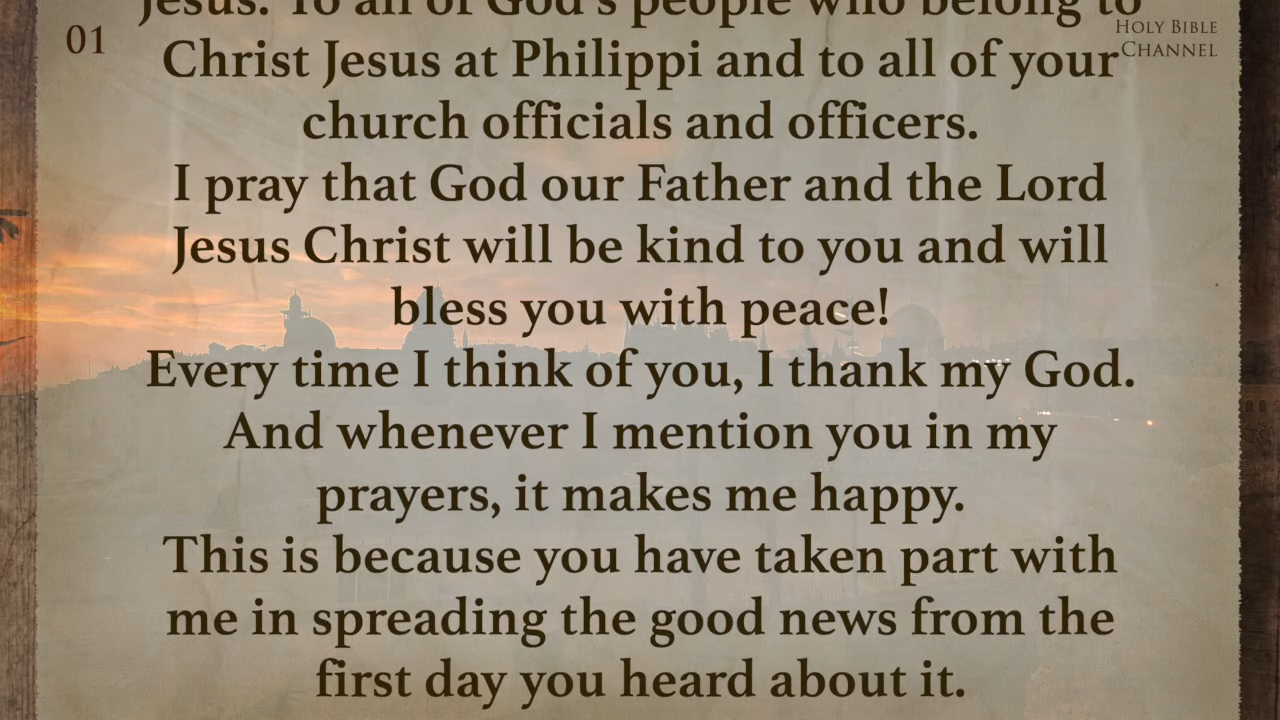 Jesus. To all of God's people who belong to
01
HOLY BIBLE
CHANNEL
Christ Jesus at Philippi and to all of your
church officials and officers.
I pray that God our Father and the Lord
Jesus Christ will be kind to you and will
bless you with peace!
Every time I think of you, I thank my God.
And whenever I mention you in my
prayers, it makes me happy.
This is because you have taken part with
me in spreading the good news from the
first day you heard about it.